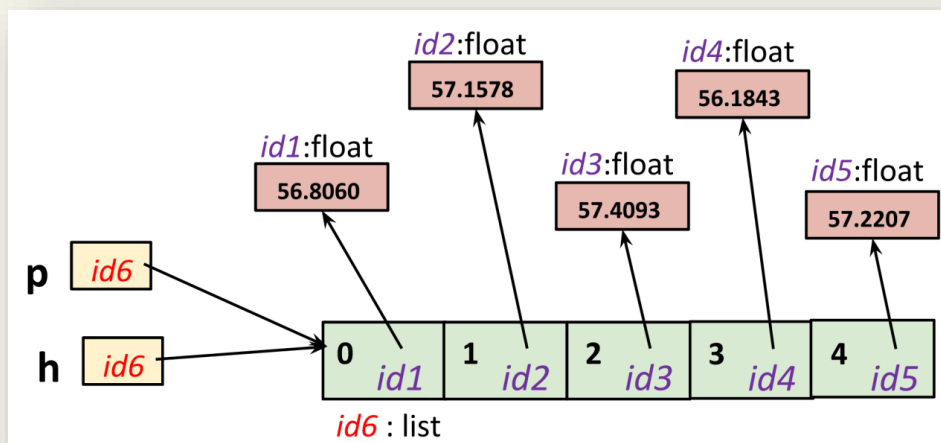 id2:float
57.1578
id4:float
56.1843
id1:float
56.8060
id3:float
57.4093
id5:float
57.2207
p id6
h id6
0 id1 1 id2 2 id3 3 id4 4 id5
id6 : list